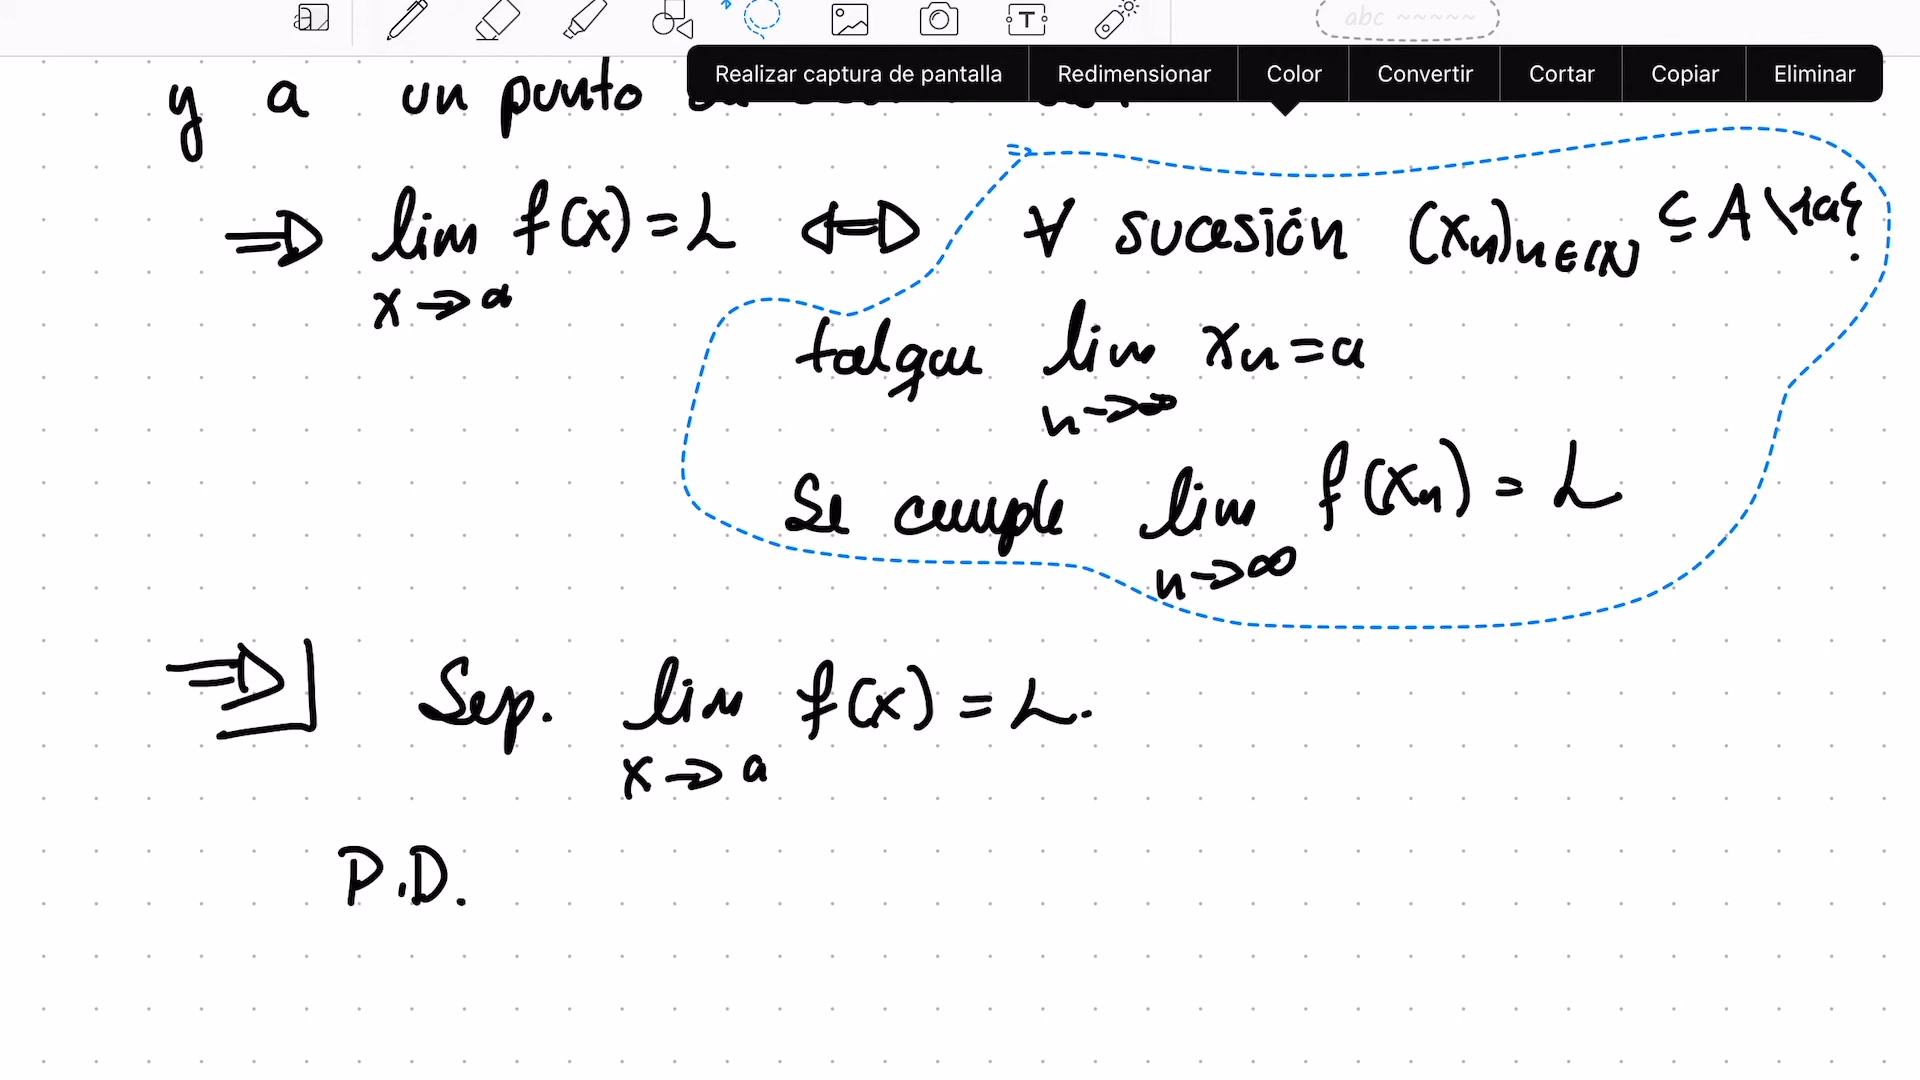 abc
Realizar captura de pantalla Redimensionar Color Convertir Cortar Copiar Eliminar
y a un punto
⇒ lim f(x) = L ⇔ ∀ sucesión (xn)n∈ℕ ⊆ A\{a}.
x → a
talque lim xn = a
n→∞
Se cumple lim f(xn) = L
n→∞
⇒] Sup. lim f(x) = L.
x → a
P.D.